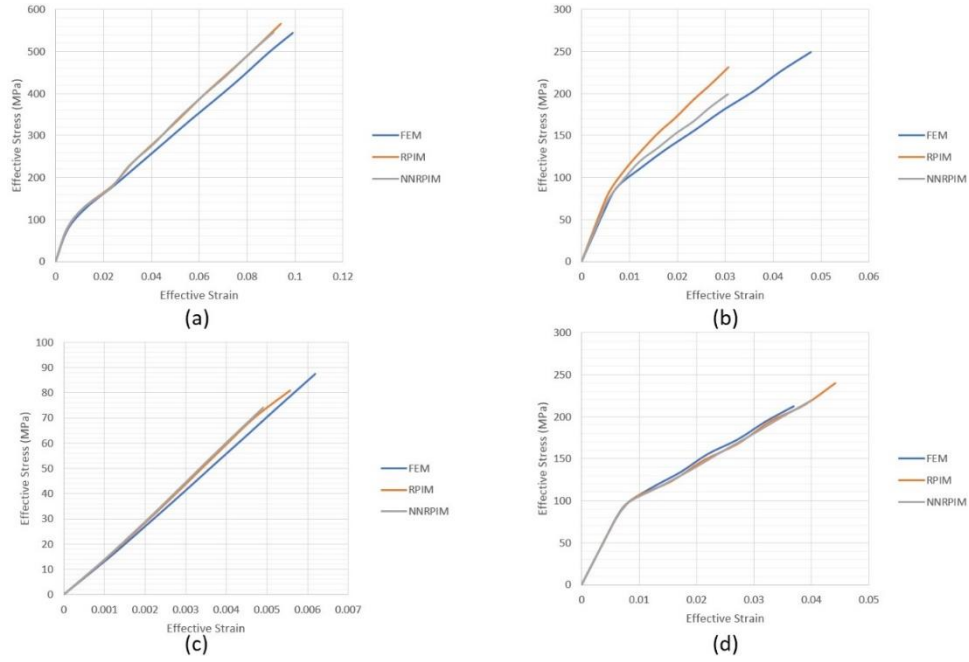 600
500
400
300
200
100
0
Effective Stress (MPa)
0 0.02 0.04 0.06 0.08 0.1 0.12
Effective Strain
FEM
RPIM
NNRPIM
(a)
300
250
200
150
100
50
0
Effective Stress (MPa)
0 0.01 0.02 0.03 0.04 0.05 0.06
Effective Strain
FEM
RPIM
NNRPIM
(b)
100
90
80
70
60
50
40
30
20
10
0
Effective Stress (MPa)
0 0.001 0.002 0.003 0.004 0.005 0.006 0.007
Effective Strain
FEM
RPIM
NNRPIM
(c)
300
250
200
150
100
50
0
Effective Stress (MPa)
0 0.01 0.02 0.03 0.04 0.05
Effective Strain
FEM
RPIM
NNRPIM
(d)